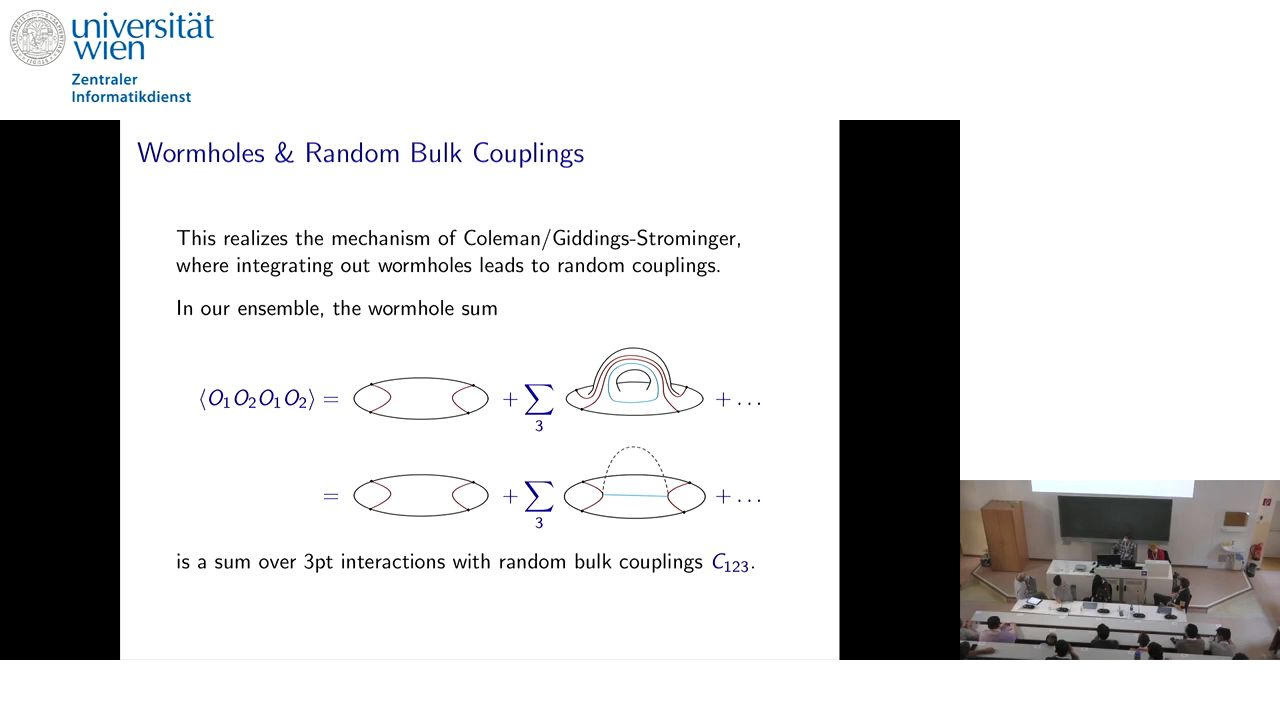 universität
wien
Zentraler
Informatikdienst
Wormholes & Random Bulk Couplings
This realizes the mechanism of Coleman/Giddings-Strominger,
where integrating out wormholes leads to random couplings.
In our ensemble, the wormhole sum
⟨O₁O₂O₁O₂⟩ = + ∑₃ + ...
= + ∑₃ + ...
is a sum over 3pt interactions with random bulk couplings C₁₂₃.